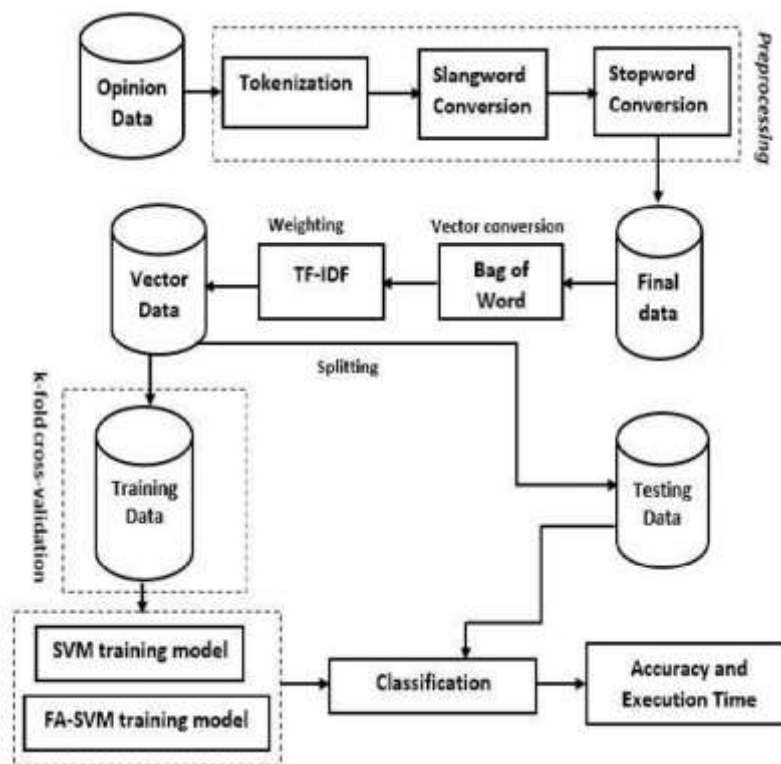 Opinion
Data
Tokenization
Slangword
Conversion
Stopword
Conversion
Preprocessing
Vector
Data
Weighting
TF-IDF
Vector conversion
Bag of
Word
Final
data
Splitting
k-fold cross-validation
Training
Data
Testing
Data
SVM training model
FA-SVM training model
Classification
Accuracy and
Execution Time